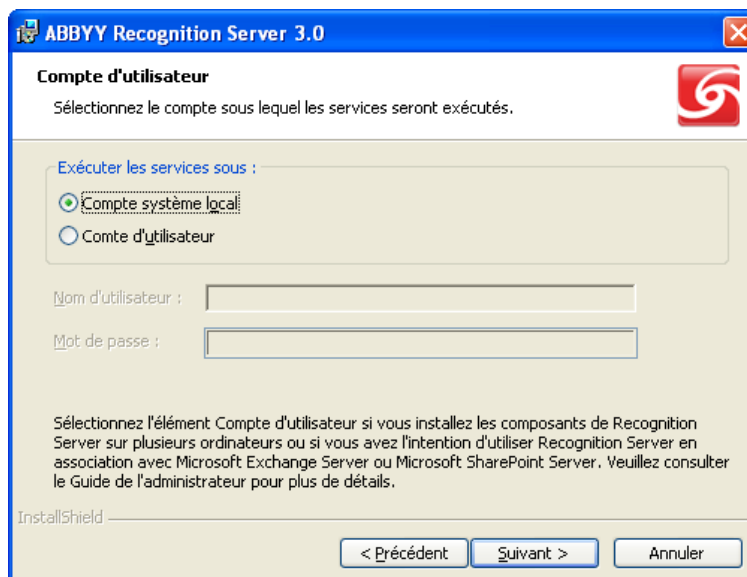 ABBYY Recognition Server 3.0
Compte d'utilisateur
Sélectionnez le compte sous lequel les services seront exécutés.
Exécuter les services sous :
Compte système local
Comte d'utilisateur
Nom d'utilisateur :
Mot de passe :
Sélectionnez l'élément Compte d'utilisateur si vous installez les composants de Recognition
Server sur plusieurs ordinateurs ou si vous avez l'intention d'utiliser Recognition Server en
association avec Microsoft Exchange Server ou Microsoft SharePoint Server. Veuillez consulter
le Guide de l'administrateur pour plus de détails.
InstallShield
< Précédent
Suivant >
Annuler